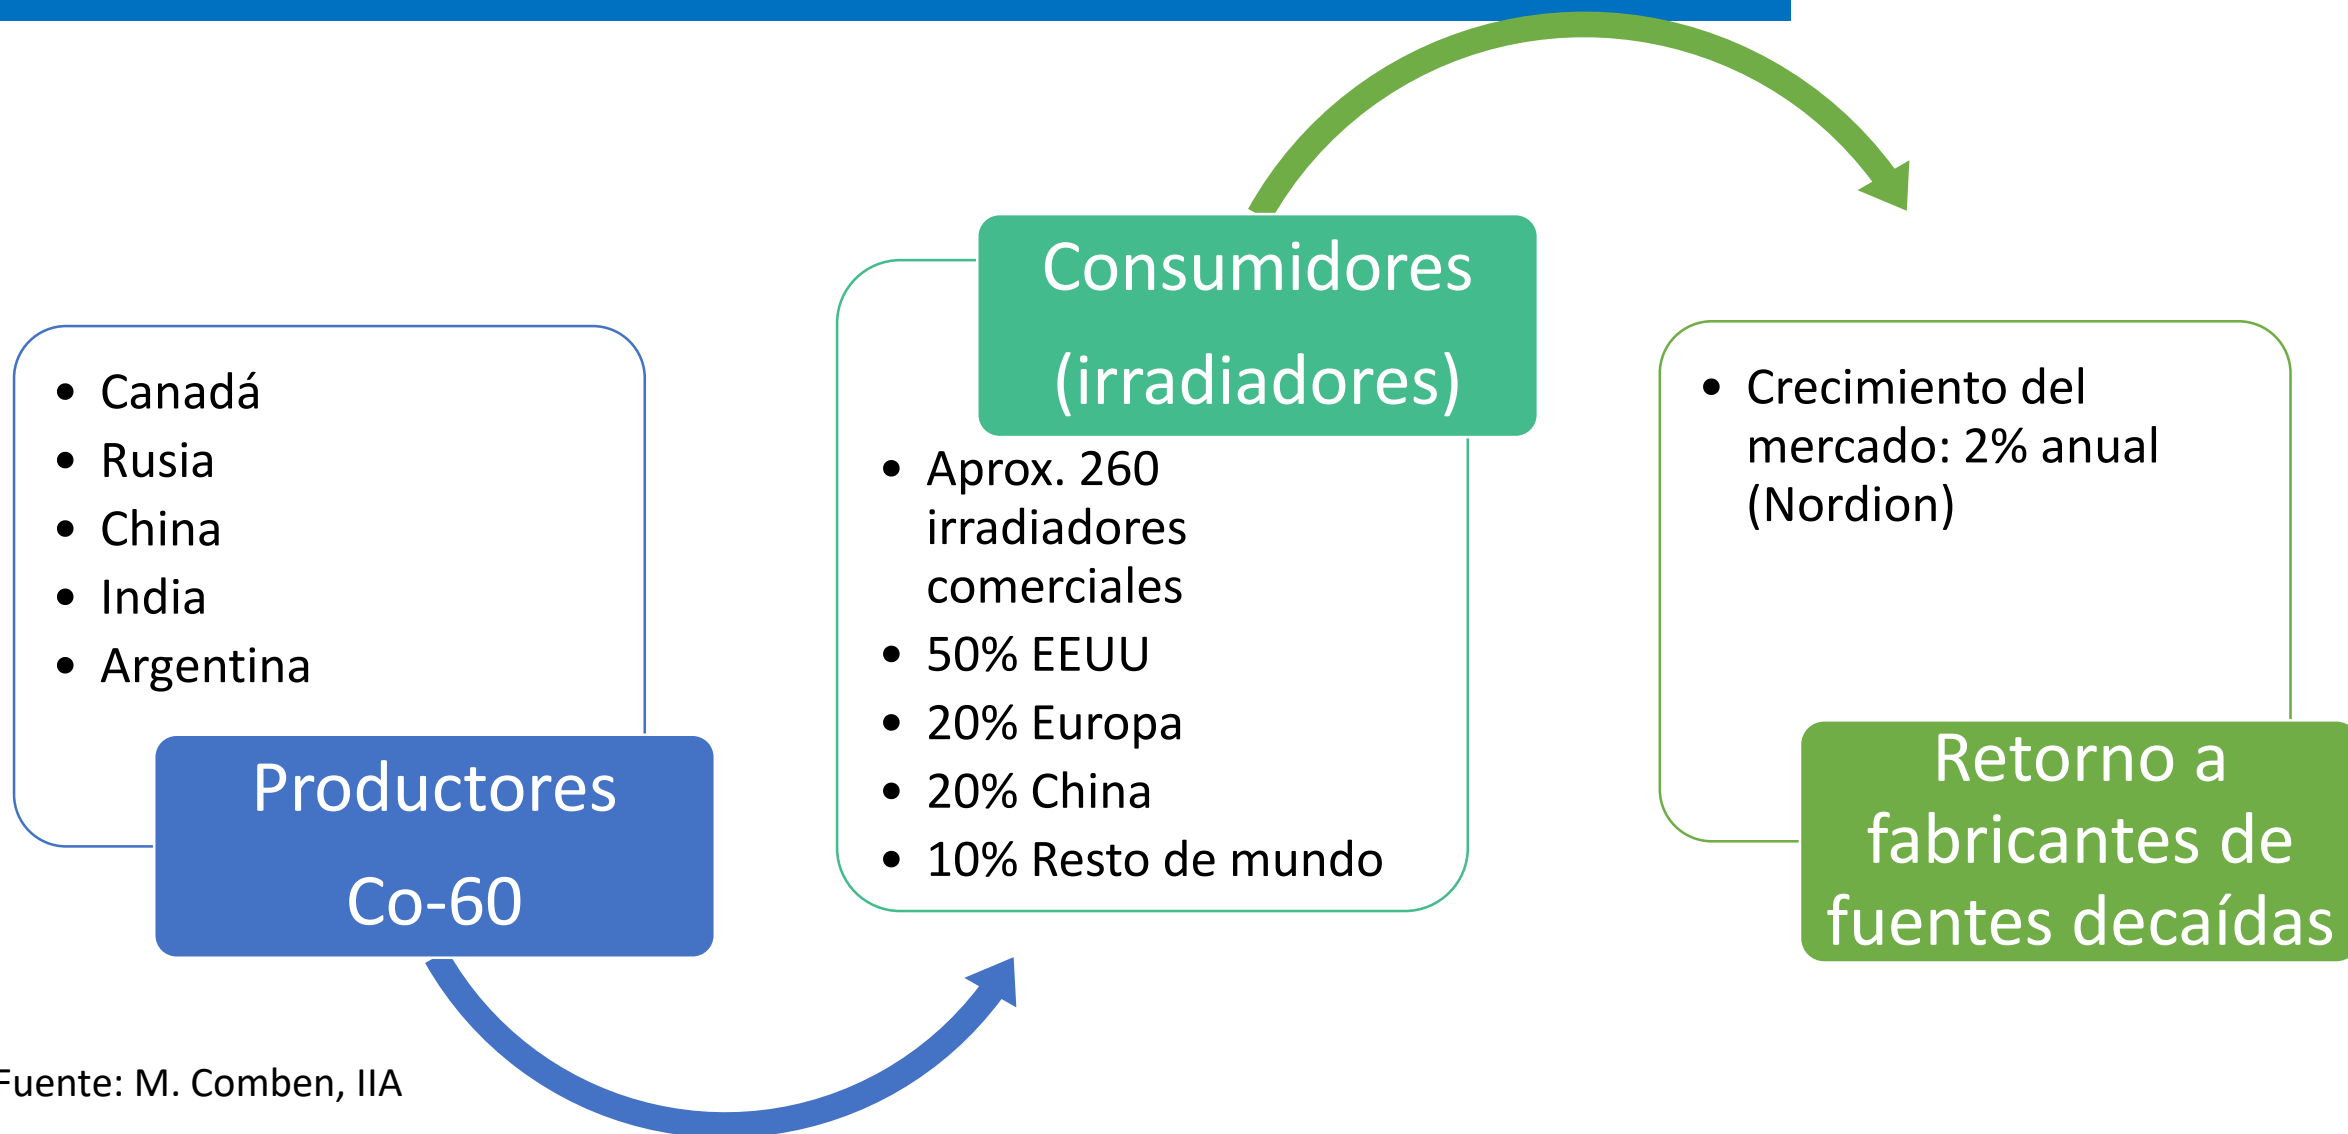 • Canadá
• Rusia
• China
• India
• Argentina
Productores
Co-60
Consumidores
(irradiadores)
• Aprox. 260
irradiadores
comerciales
• 50% EEUU
• 20% Europa
• 20% China
• 10% Resto de mundo
• Crecimiento del
mercado: 2% anual
(Nordion)
Retorno a
fabricantes de
fuentes decaídas
Fuente: M. Comben, IIA